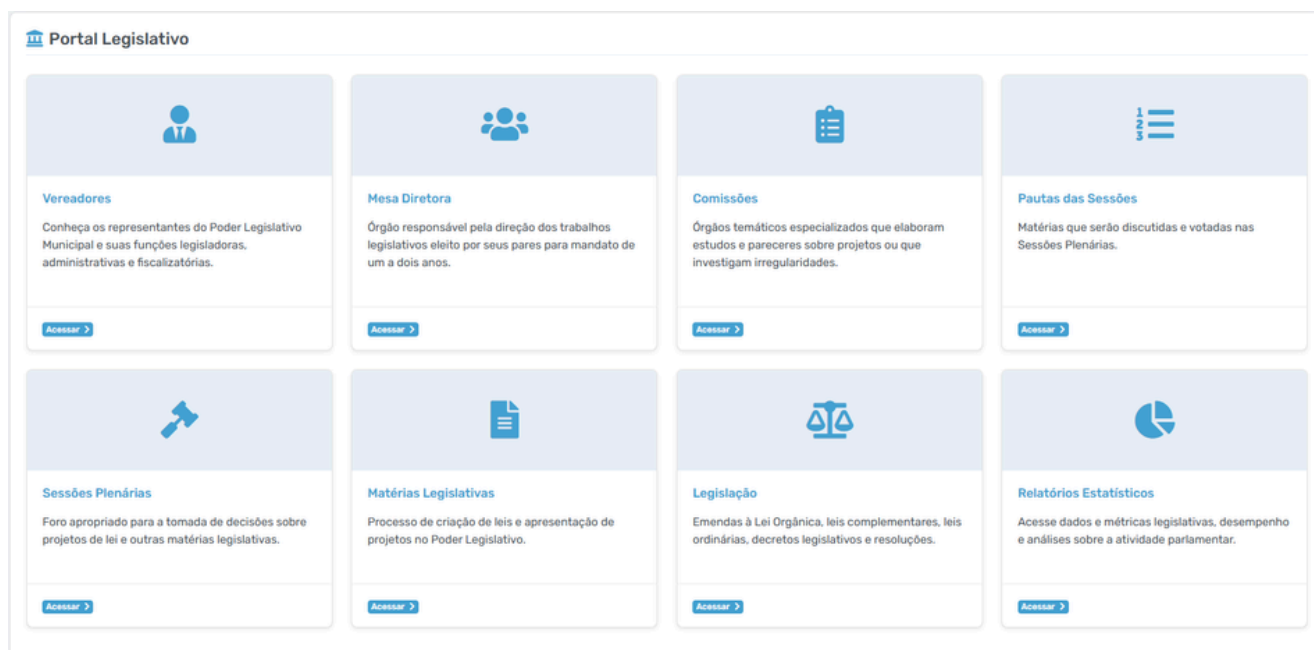 Portal Legislativo
Vereadores
Conheça os representantes do Poder Legislativo
Municipal e suas funções legisladoras,
administrativas e fiscalizatórias.
Acessar
Mesa Diretora
Órgão responsável pela direção dos trabalhos
legislativos eleito por seus pares para mandato de
um a dois anos.
Acessar
Comissões
Órgãos temáticos especializados que elaboram
estudos e pareceres sobre projetos ou que
investigam irregularidades.
Acessar
1
2
3
Pautas das Sessões
Matérias que serão discutidas e votadas nas
Sessões Plenárias.
Acessar
Sessões Plenárias
Foro apropriado para a tomada de decisões sobre
projetos de lei e outras matérias legislativas.
Acessar
Matérias Legislativas
Processo de criação de leis e apresentação de
projetos no Poder Legislativo.
Acessar
Legislação
Emendas à Lei Orgânica, leis complementares, leis
ordinárias, decretos legislativos e resoluções.
Acessar
Relatórios Estatísticos
Acesse dados e métricas legislativas, desempenho
e análises sobre a atividade parlamentar.
Acessar